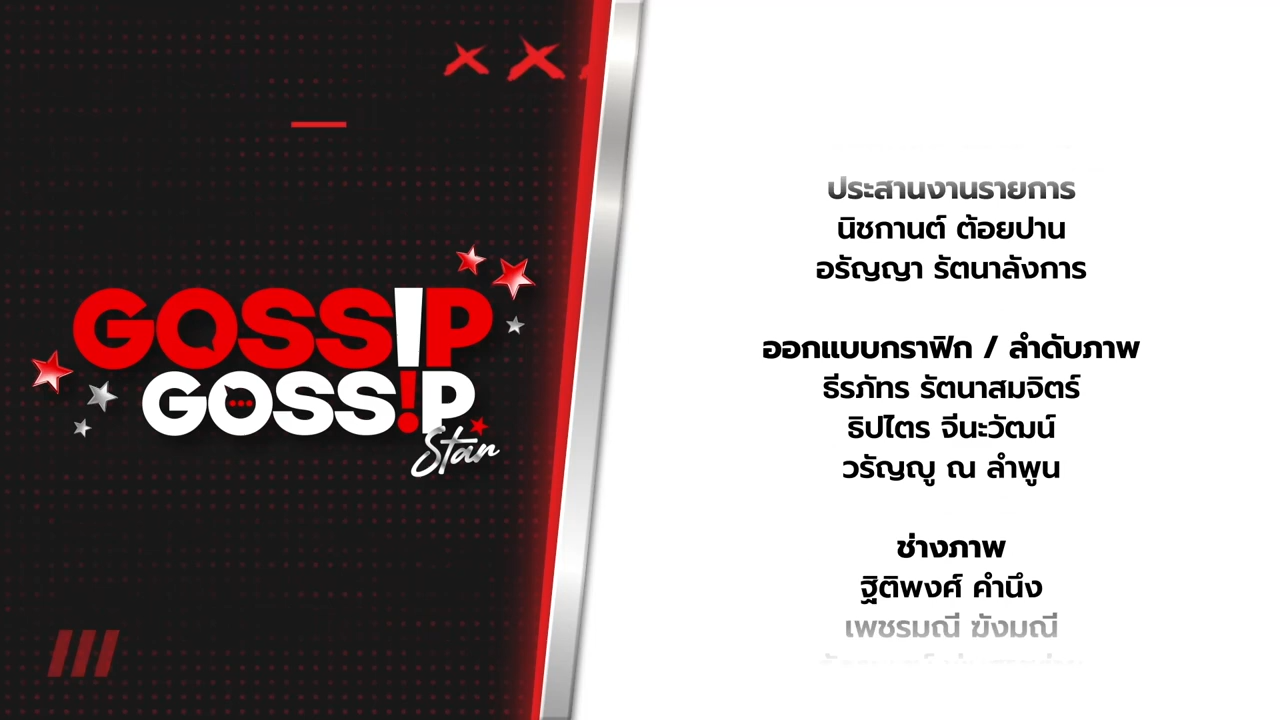 GOSS!P
GOSS!P
Star
ประสานงานรายการ
นิชกานต์ ต้อยปาน
อรัญญา รัตนาลังการ
ออกแบบกราฟิก / ลำดับภาพ
ธีรภัทร รัตนาสมจิตร์
ธิปไตร จีนะวัฒน์
วรัญญู ณ ลำพูน
ช่างภาพ
ฐิติพงศ์ คำนึง
เพชรมณี ฆังมณี